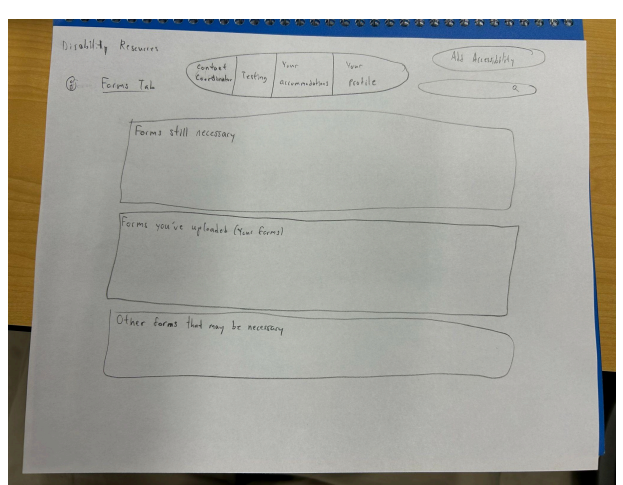 Disability Resources
Contact Coordinator
Testing
Your accommodations
Your Profile
Add Accessibility
Forms Tab
Forms still necessary
Forms you've uploaded (Your forms)
Other forms that may be necessary